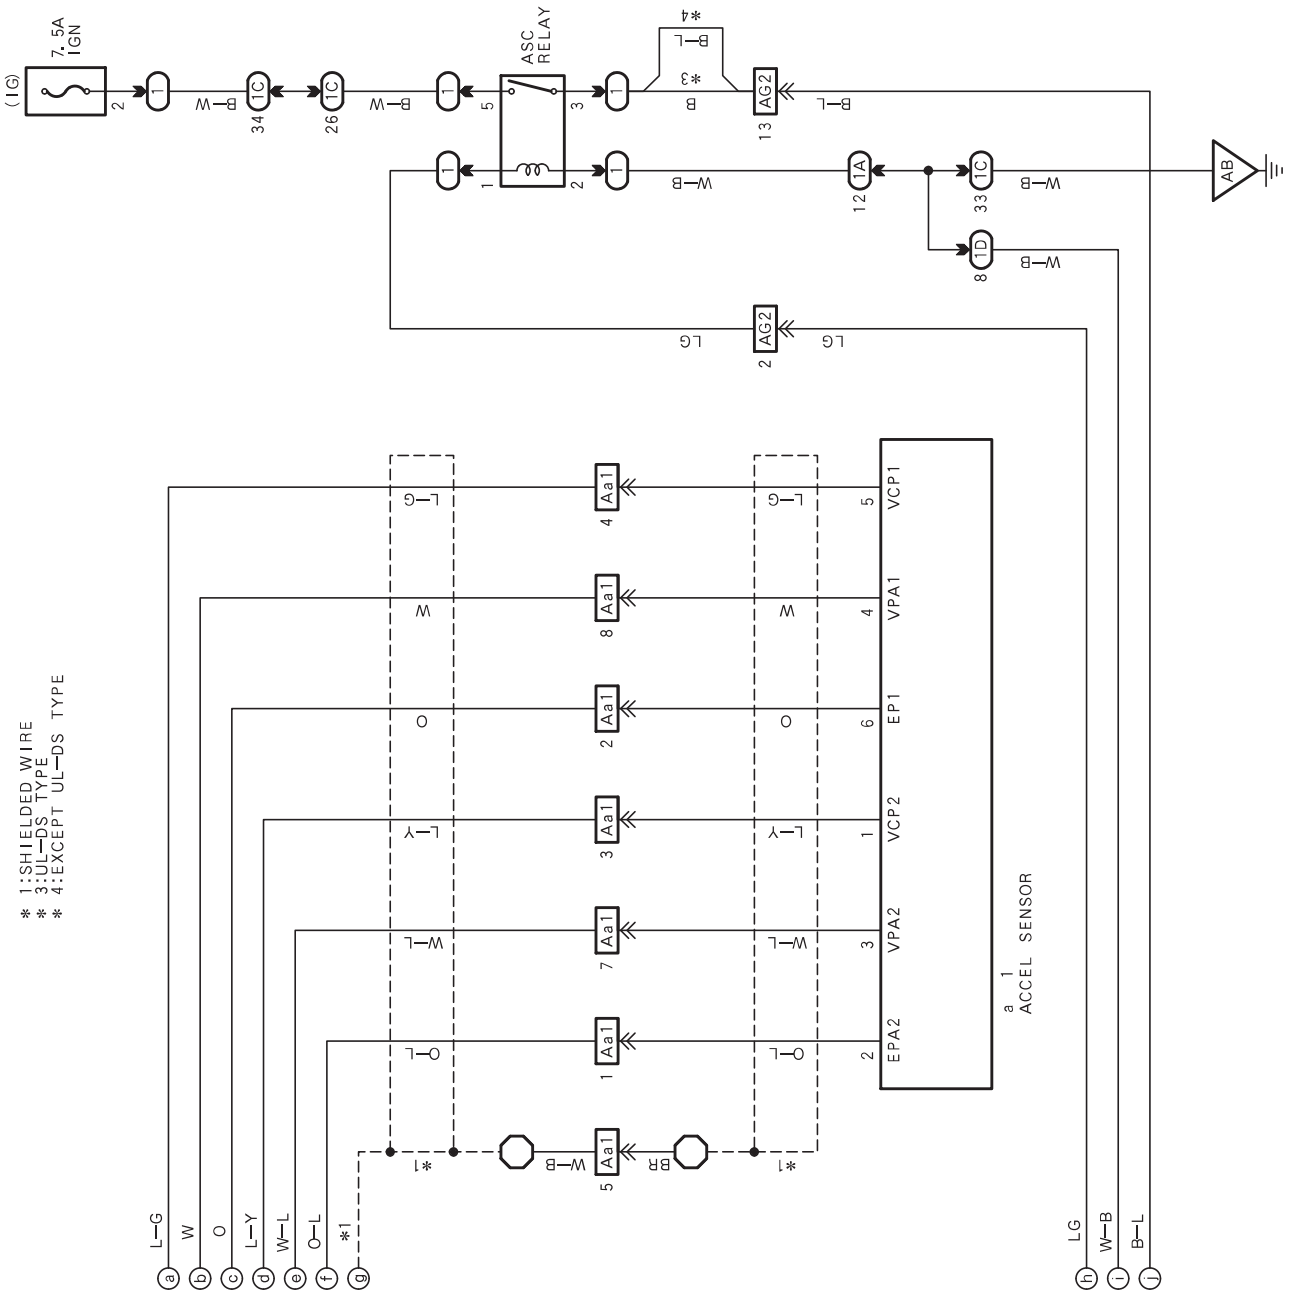 (IG)
7. 5A
IGN
2
1
B–W
34
1C
26
1C
B–W
1
5
ASC
RELAY
3
1
B–L
*4
*3
B
13
AG2
B–L
1
1
2
1
W–B
12
1A
33
1C
W–B
AB
8
1D
W–B
LG
2
AG2
LG
* 1:SHIELDED WIRE
* 3:UL–DS TYPE
* 4:EXCEPT UL–DS TYPE
L–G
4
Aa1
L–G
5
VCP1
W
8
Aa1
W
4
VPA1
O
2
Aa1
O
6
EP1
L–Y
3
Aa1
L–Y
1
VCP2
W–L
7
Aa1
W–L
3
VPA2
O–L
1
Aa1
O–L
2
EPA2
*1
W–B
5
Aa1
BR
*1
a 1
ACCEL SENSOR
L–G
a
W
b
O
c
L–Y
d
W–L
e
O–L
f
*1
g
LG
h
W–B
i
B–L
j